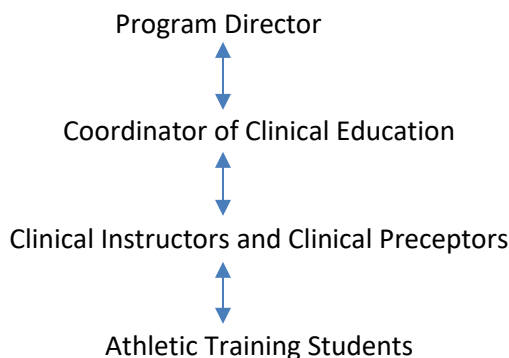 Program Director
Coordinator of Clinical Education
Clinical Instructors and Clinical Preceptors
Athletic Training Students